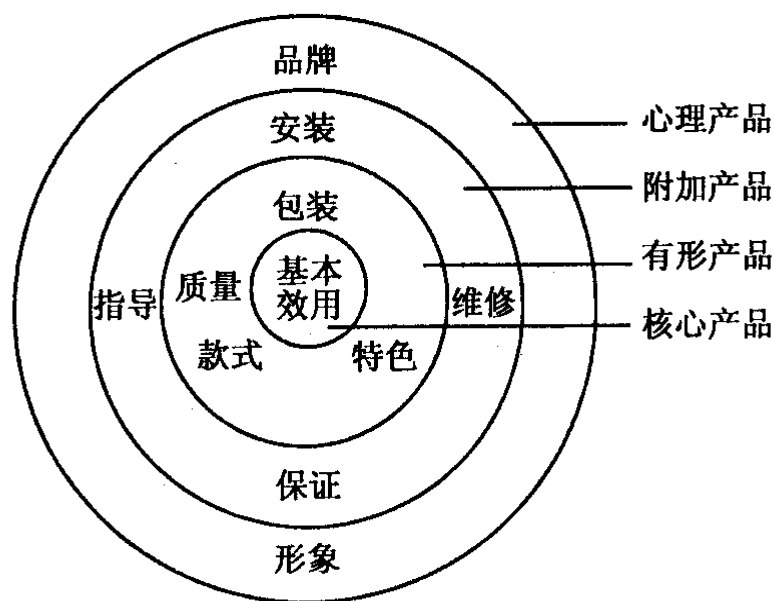 品牌
安装
包装
基本
效用
质量
款式
特色
指导
维修
保证
形象
心理产品
附加产品
有形产品
核心产品